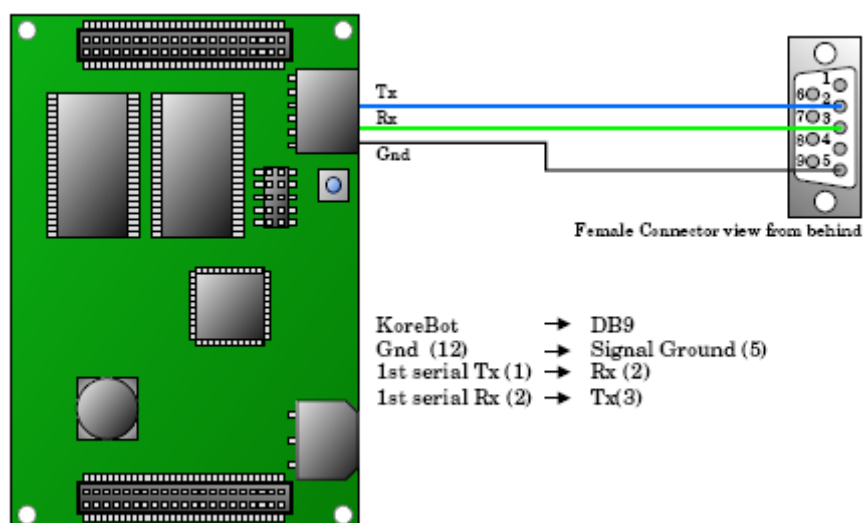 Tx
Rx
Gnd
1
6 2
7 3
8 4
9 5
Female Connector view from behind
KoreBot → DB9
Gnd (12) → Signal Ground (5)
1st serial Tx (1) → Rx (2)
1st serial Rx (2) → Tx(3)